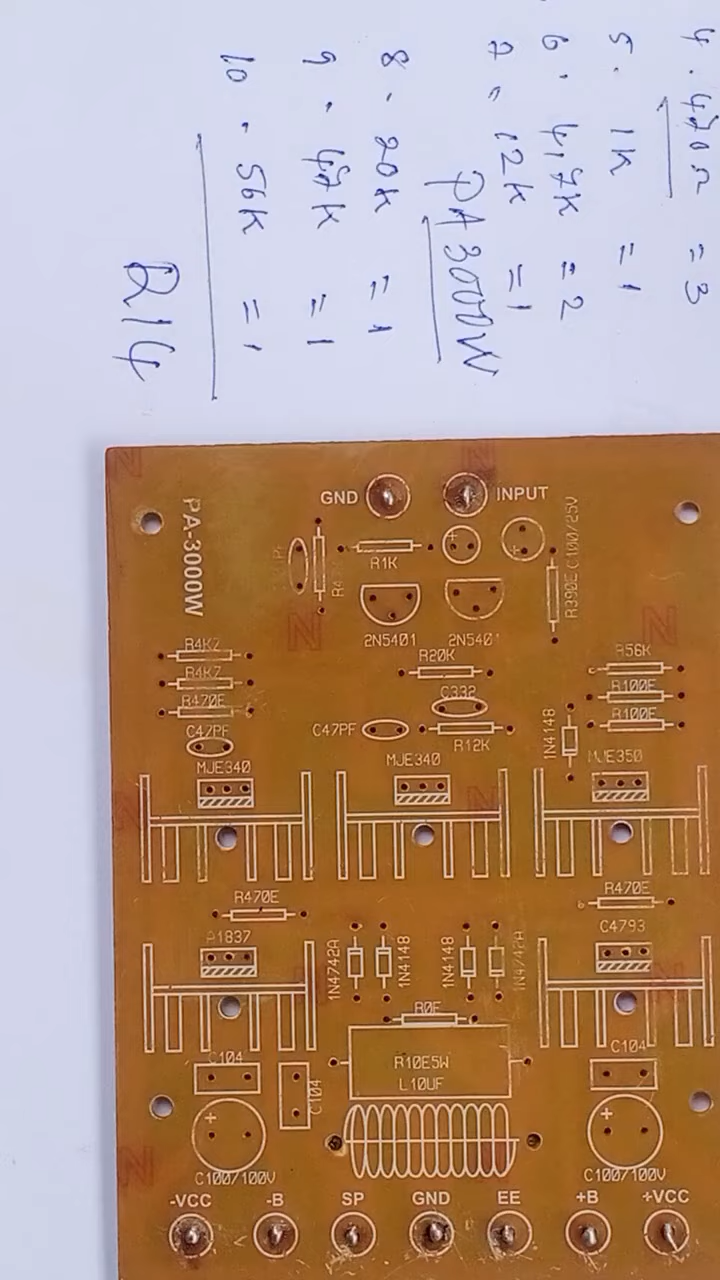 4. 470Ω = 3
5. 1K = 1
6. 4,7K = 2
7. 12K = 1
PA 3000W
8. 20K = 1
9. 47K = 1
10. 56K = 1
R14
GND
INPUT
PA-3000W
R1K
R390E
C100/25V
2N5401
2N540
R4K7
R4K7
R470E
C47PF
MJE340
R20K
C332
C47PF
R12K
MJE340
1N4148
R56K
R100E
R100E
MJE350
R470E
A1837
1N4742A
1N4148
1N4148
1N4742A
R470E
C4793
R0E
R10E5W
L10UF
C104
C104
C104
C100/100V
C100/100V
-VCC
-B
SP
GND
EE
+B
+VCC